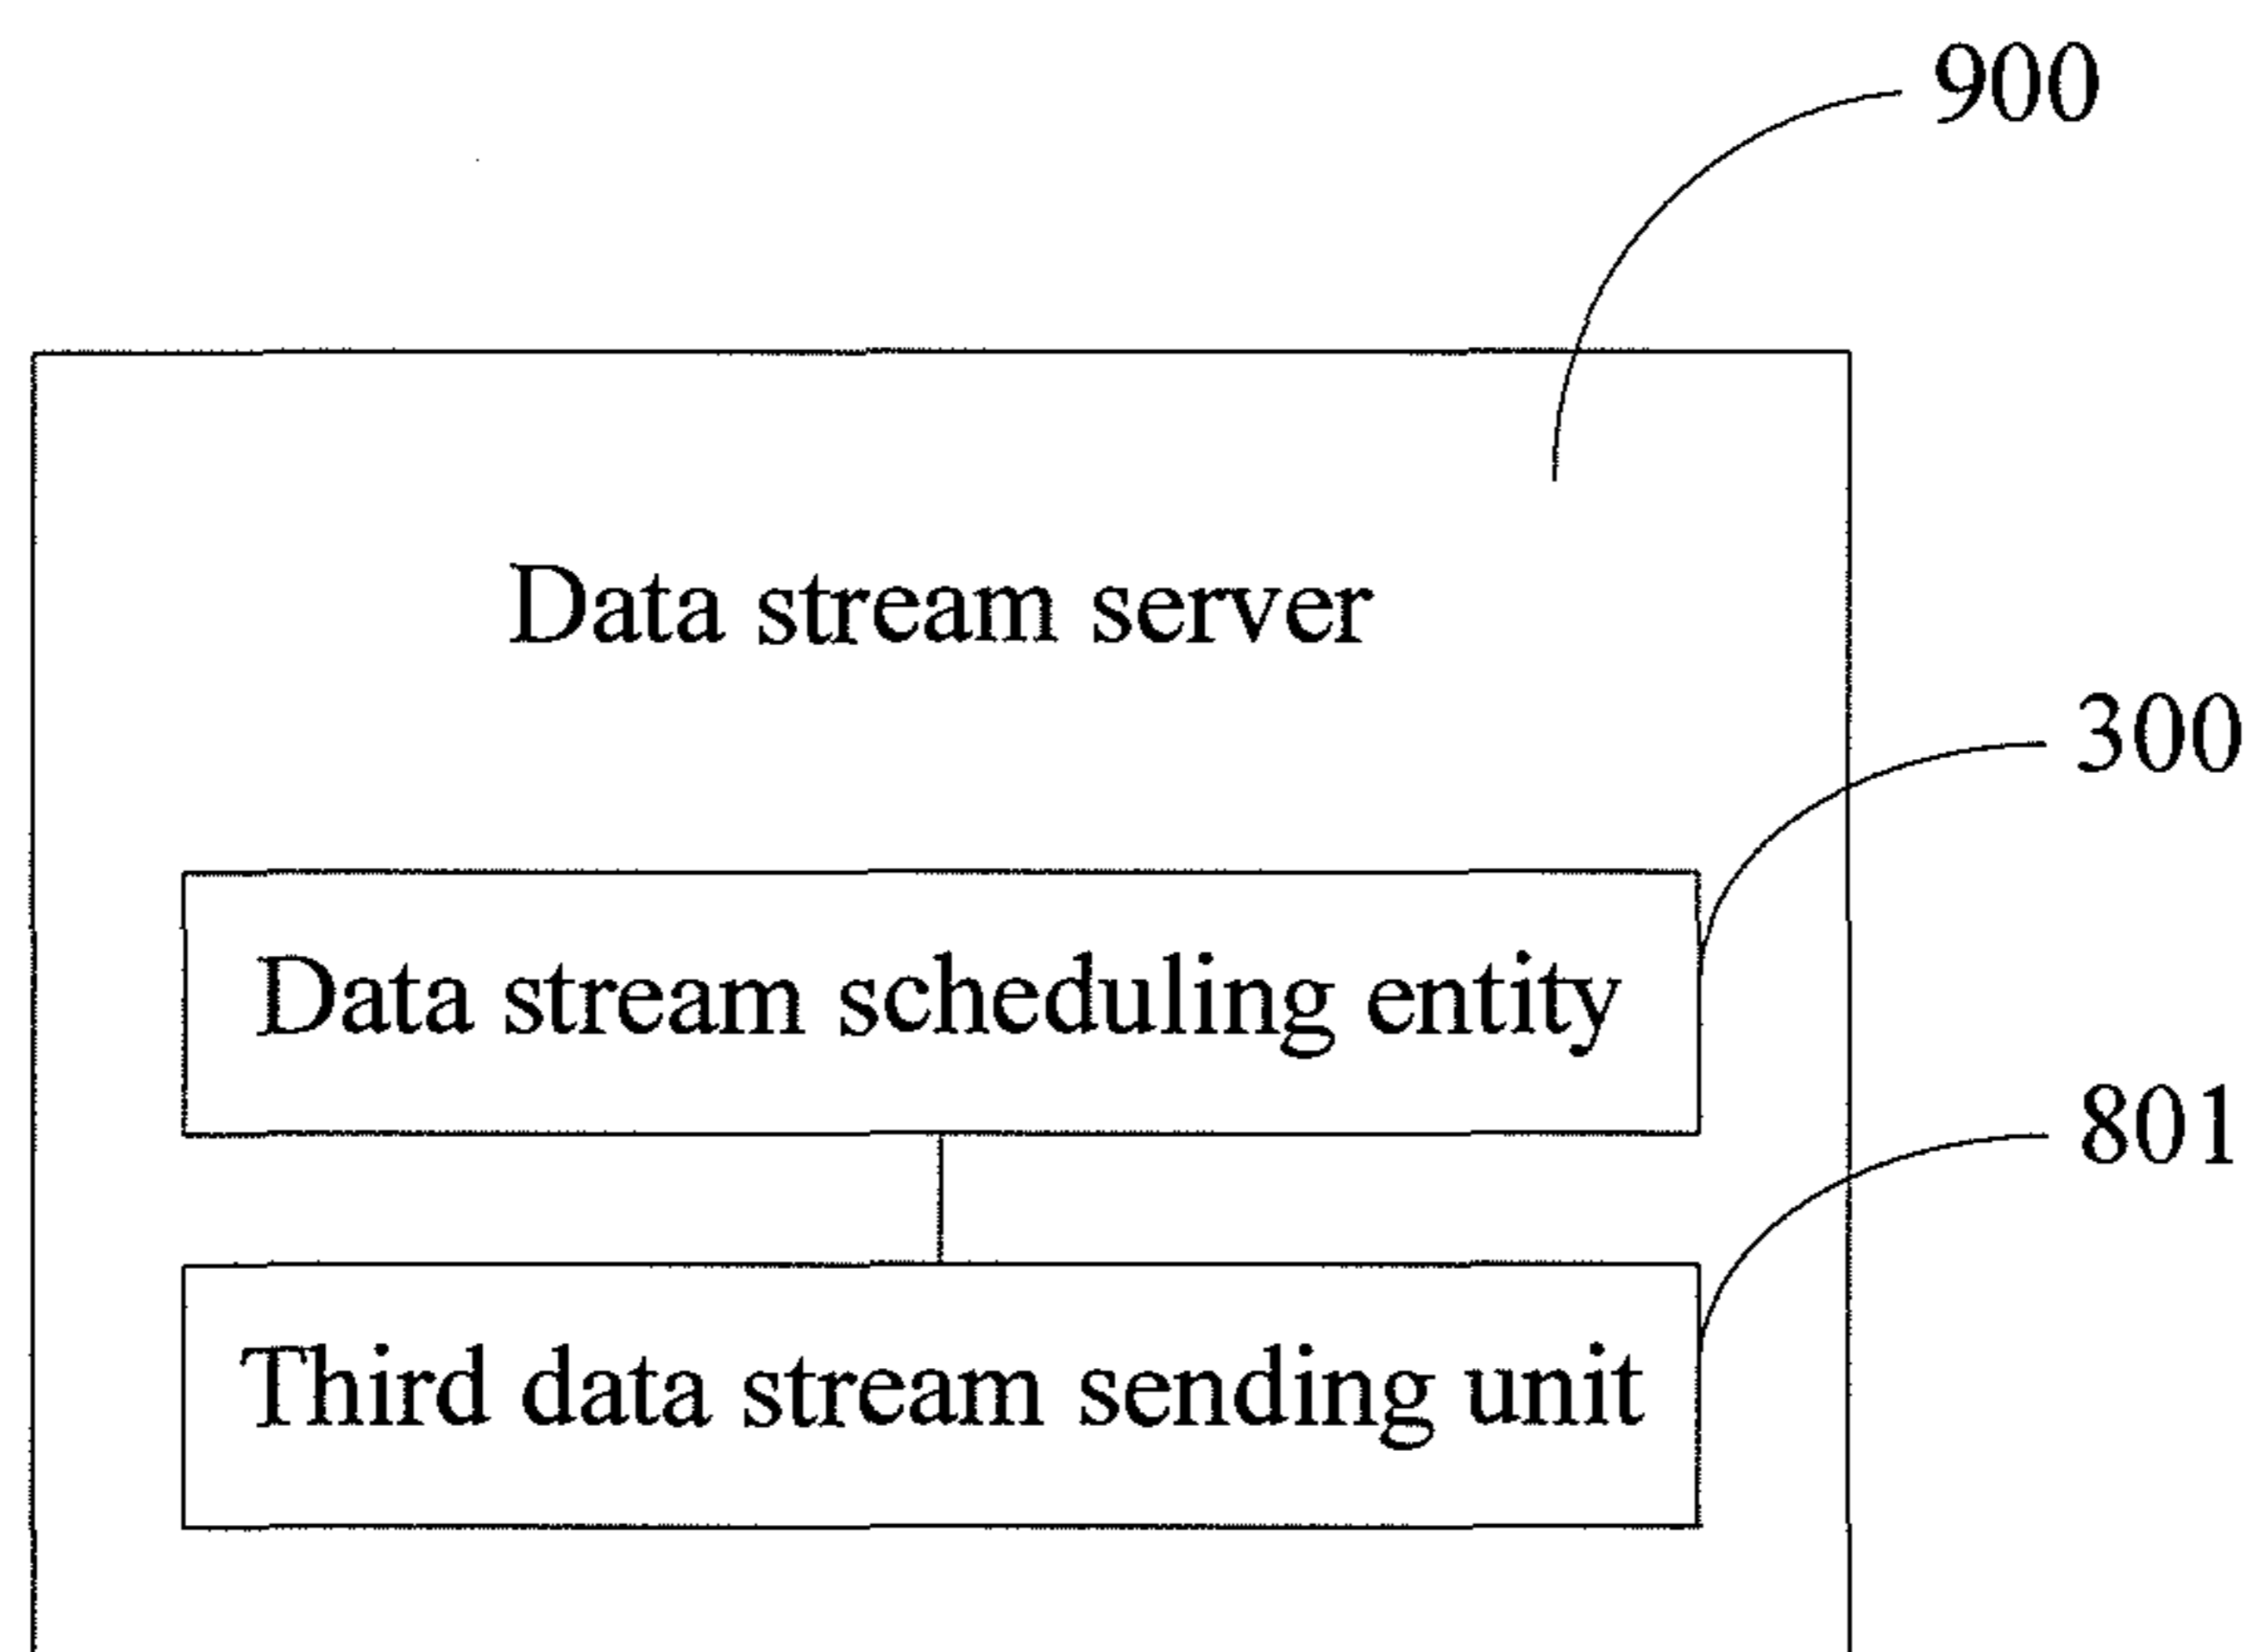 900
Data stream server
300
Data stream scheduling entity
801
Third data stream sending unit